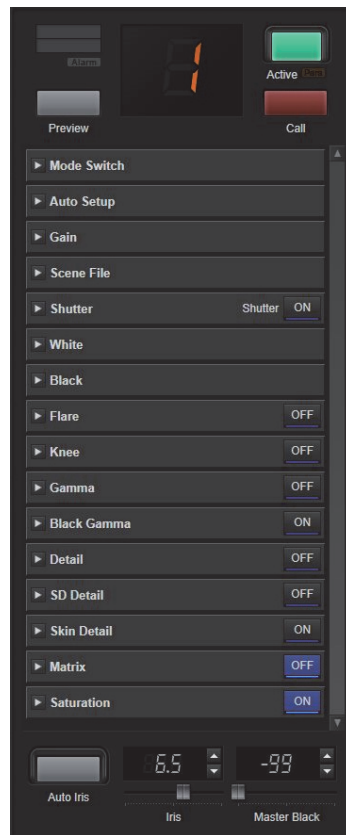 Alarm
1
Active Para
Preview
Call
Mode Switch
Auto Setup
Gain
Scene File
Shutter Shutter ON
White
Black
Flare OFF
Knee OFF
Gamma OFF
Black Gamma ON
Detail OFF
SD Detail OFF
Skin Detail ON
Matrix OFF
Saturation ON
6.5 -99
Auto Iris
Iris Master Black